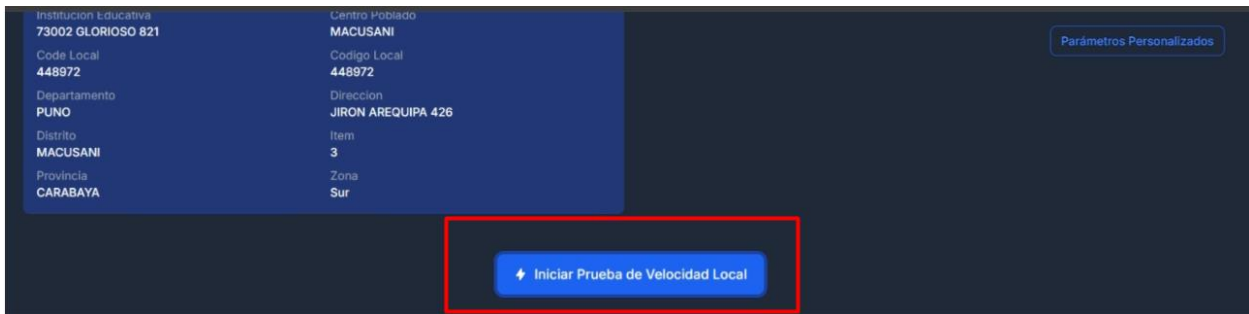 Institución Educativa
73002 GLORIOSO 821
Centro Poblado
MACUSANI
Code Local
448972
Codigo Local
448972
Departamento
PUNO
Direccion
JIRON AREQUIPA 426
Distrito
MACUSANI
Item
3
Provincia
CARABAYA
Zona
Sur
Parámetros Personalizados
Iniciar Prueba de Velocidad Local